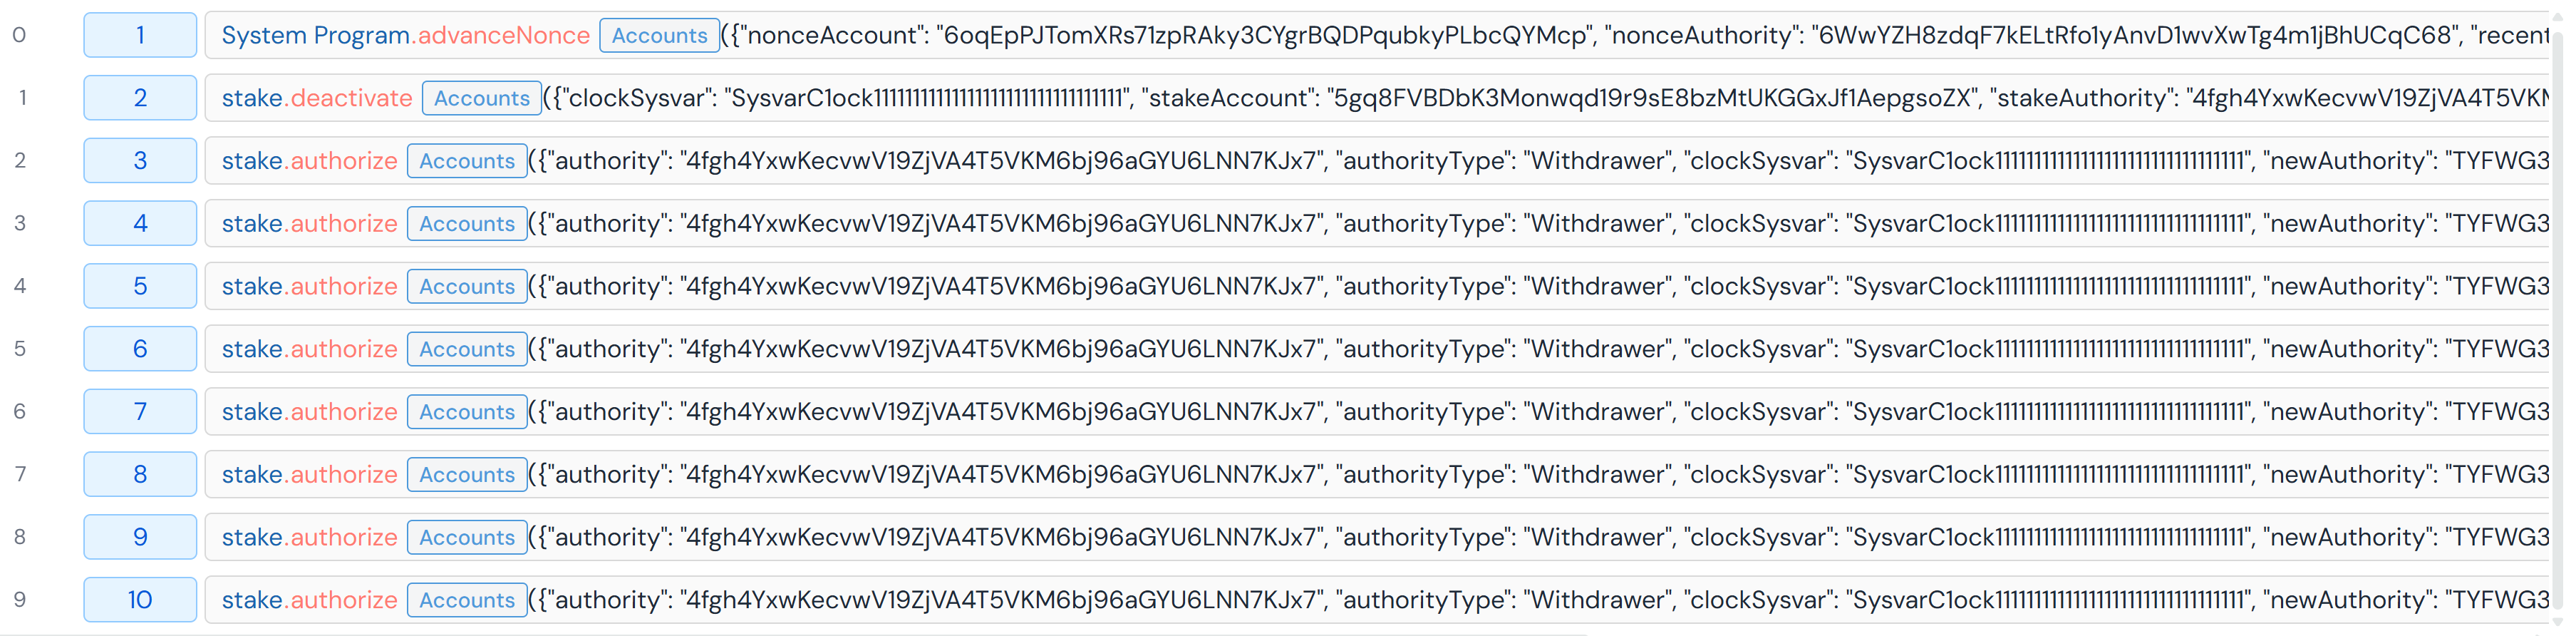 0 1 System Program.advanceNonce Accounts({"nonceAccount": "6oqEpPJTomXRs71zpRAky3CYgrBQDPqubkyPLbcQYMcp", "nonceAuthority": "6WwYZH8zdqF7kELtRfo1yAnvD1wvXwTg4m1jBhUCqC68", "recent
1 2 stake.deactivate Accounts({"clockSysvar": "SysvarC1ock11111111111111111111111111111111", "stakeAccount": "5gq8FVBDbK3Monwqd19r9sE8bzMtUKGGxJf1AepgsoZX", "stakeAuthority": "4fgh4YxwKecvwV19ZjVA4T5VKM
2 3 stake.authorize Accounts({"authority": "4fgh4YxwKecvwV19ZjVA4T5VKM6bj96aGYU6LNN7KJx7", "authorityType": "Withdrawer", "clockSysvar": "SysvarC1ock11111111111111111111111111111111", "newAuthority": "TYFWG3
3 4 stake.authorize Accounts({"authority": "4fgh4YxwKecvwV19ZjVA4T5VKM6bj96aGYU6LNN7KJx7", "authorityType": "Withdrawer", "clockSysvar": "SysvarC1ock11111111111111111111111111111111", "newAuthority": "TYFWG3
4 5 stake.authorize Accounts({"authority": "4fgh4YxwKecvwV19ZjVA4T5VKM6bj96aGYU6LNN7KJx7", "authorityType": "Withdrawer", "clockSysvar": "SysvarC1ock11111111111111111111111111111111", "newAuthority": "TYFWG3
5 6 stake.authorize Accounts({"authority": "4fgh4YxwKecvwV19ZjVA4T5VKM6bj96aGYU6LNN7KJx7", "authorityType": "Withdrawer", "clockSysvar": "SysvarC1ock11111111111111111111111111111111", "newAuthority": "TYFWG3
6 7 stake.authorize Accounts({"authority": "4fgh4YxwKecvwV19ZjVA4T5VKM6bj96aGYU6LNN7KJx7", "authorityType": "Withdrawer", "clockSysvar": "SysvarC1ock11111111111111111111111111111111", "newAuthority": "TYFWG3
7 8 stake.authorize Accounts({"authority": "4fgh4YxwKecvwV19ZjVA4T5VKM6bj96aGYU6LNN7KJx7", "authorityType": "Withdrawer", "clockSysvar": "SysvarC1ock11111111111111111111111111111111", "newAuthority": "TYFWG3
8 9 stake.authorize Accounts({"authority": "4fgh4YxwKecvwV19ZjVA4T5VKM6bj96aGYU6LNN7KJx7", "authorityType": "Withdrawer", "clockSysvar": "SysvarC1ock11111111111111111111111111111111", "newAuthority": "TYFWG3
9 10 stake.authorize Accounts({"authority": "4fgh4YxwKecvwV19ZjVA4T5VKM6bj96aGYU6LNN7KJx7", "authorityType": "Withdrawer", "clockSysvar": "SysvarC1ock11111111111111111111111111111111", "newAuthority": "TYFWG3